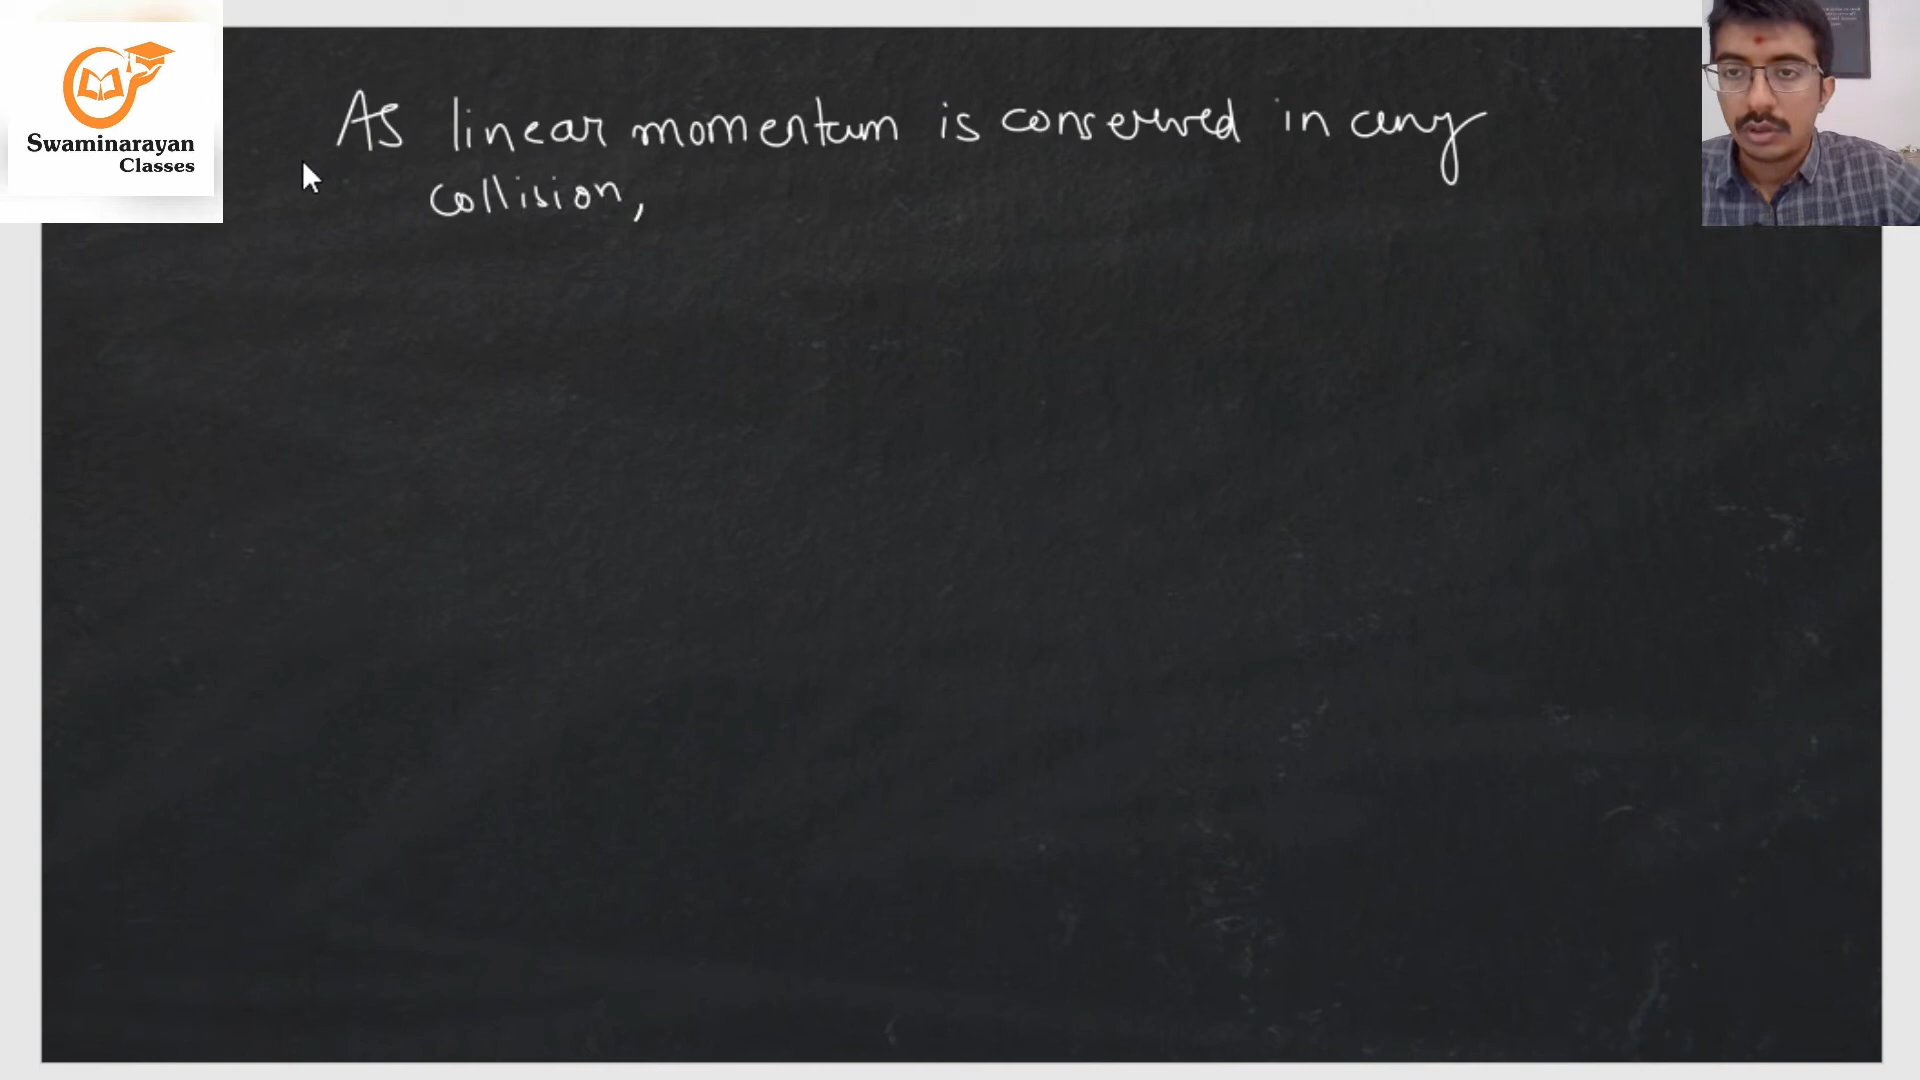 Swaminarayan
Classes
As linear momentum is conserved in any
collision,